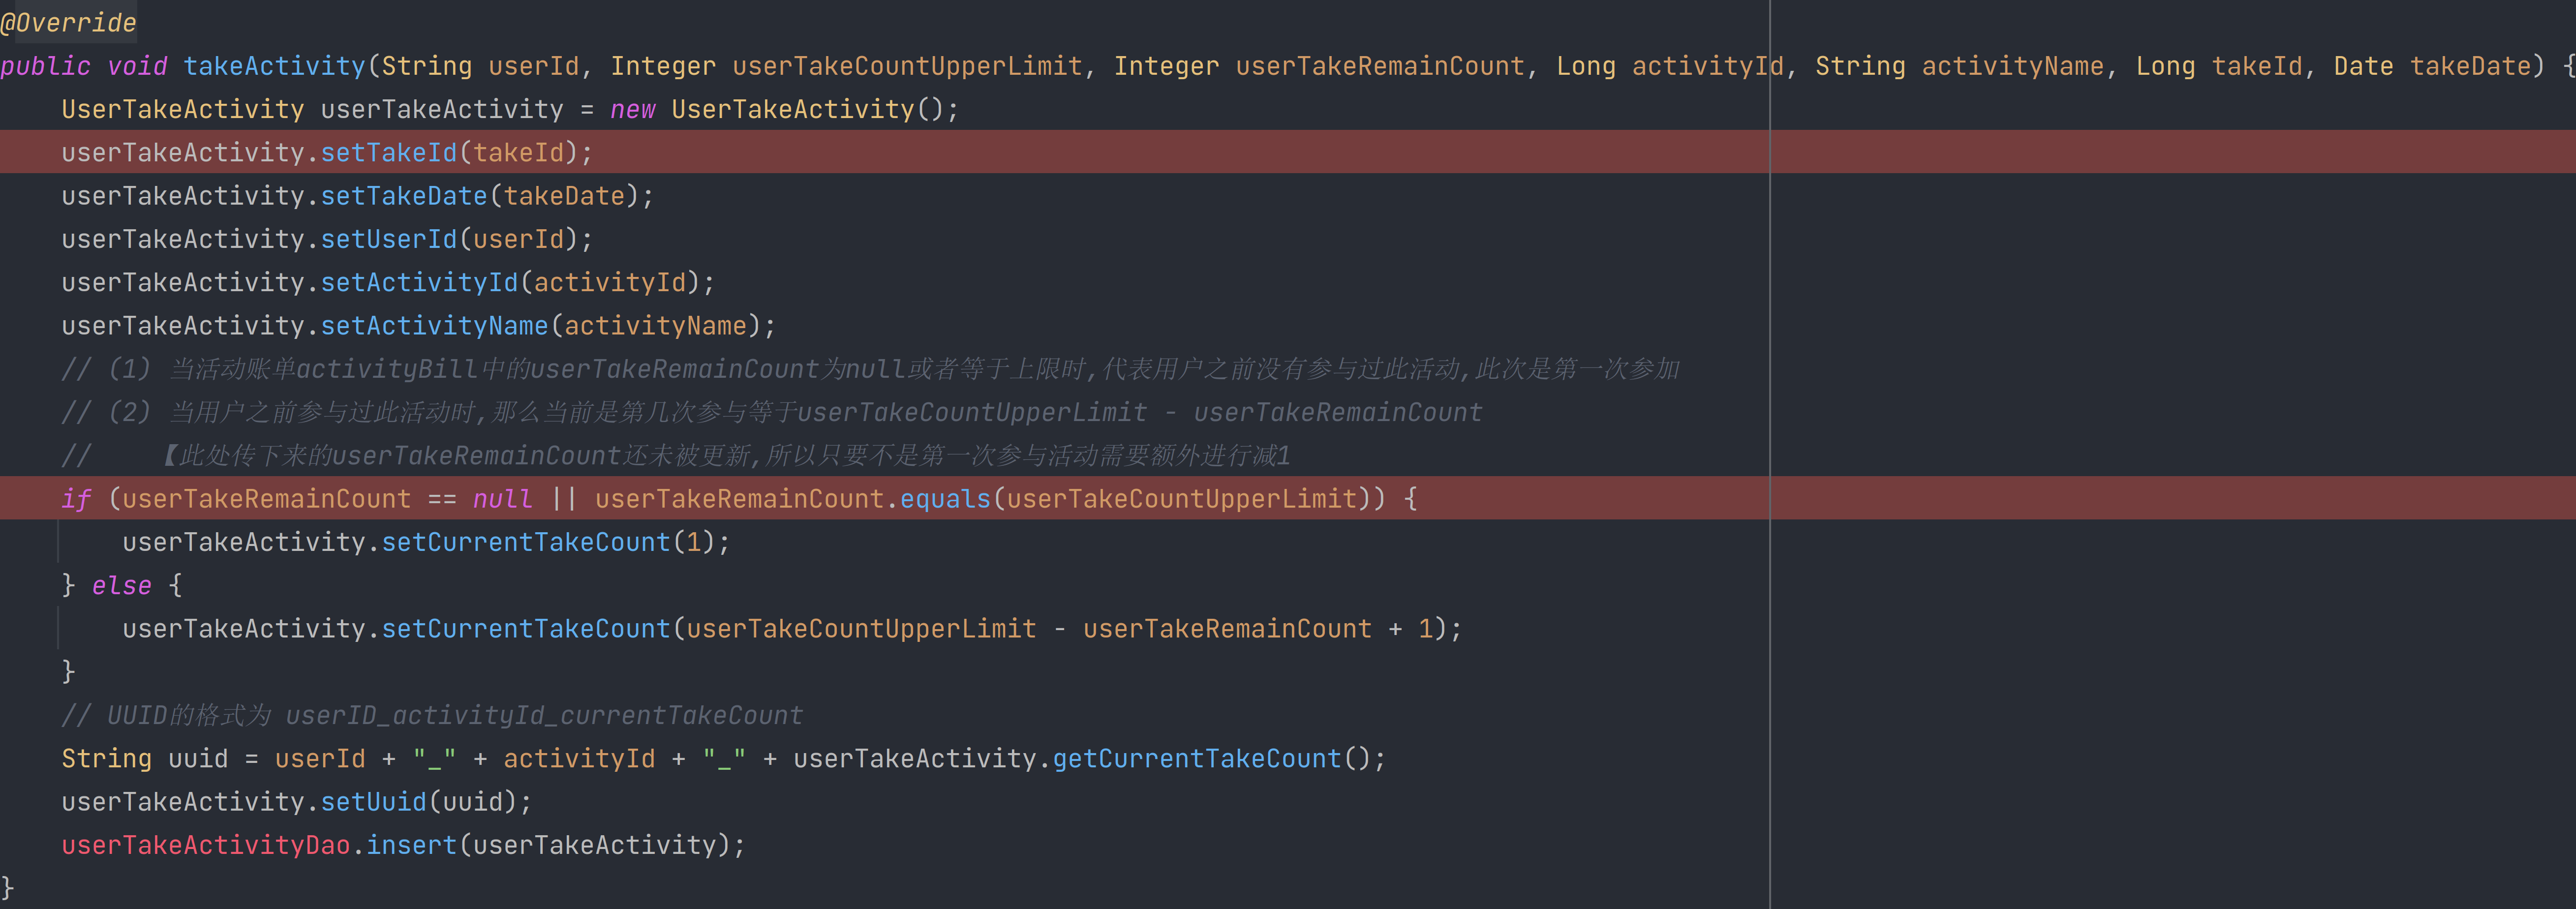 @Override
public void takeActivity(String userId, Integer userTakeCountUpperLimit, Integer userTakeRemainCount, Long activityId, String activityName, Long takeId, Date takeDate) {
    UserTakeActivity userTakeActivity = new UserTakeActivity();
    userTakeActivity.setTakeId(takeId);
    userTakeActivity.setTakeDate(takeDate);
    userTakeActivity.setUserId(userId);
    userTakeActivity.setActivityId(activityId);
    userTakeActivity.setActivityName(activityName);
    // (1) 当活动账单activityBill中的userTakeRemainCount为null或者等于上限时,代表用户之前没有参与过此活动,此次是第一次参加
    // (2) 当用户之前参与过此活动时,那么当前是第几次参与等于userTakeCountUpperLimit - userTakeRemainCount
    //    【此处传下来的userTakeRemainCount还未被更新,所以只要不是第一次参与活动需要额外进行减1
    if (userTakeRemainCount == null || userTakeRemainCount.equals(userTakeCountUpperLimit)) {
        userTakeActivity.setCurrentTakeCount(1);
    } else {
        userTakeActivity.setCurrentTakeCount(userTakeCountUpperLimit - userTakeRemainCount + 1);
    }
    // UUID的格式为 userID_activityId_currentTakeCount
    String uuid = userId + "_" + activityId + "_" + userTakeActivity.getCurrentTakeCount();
    userTakeActivity.setUuid(uuid);
    userTakeActivityDao.insert(userTakeActivity);
}